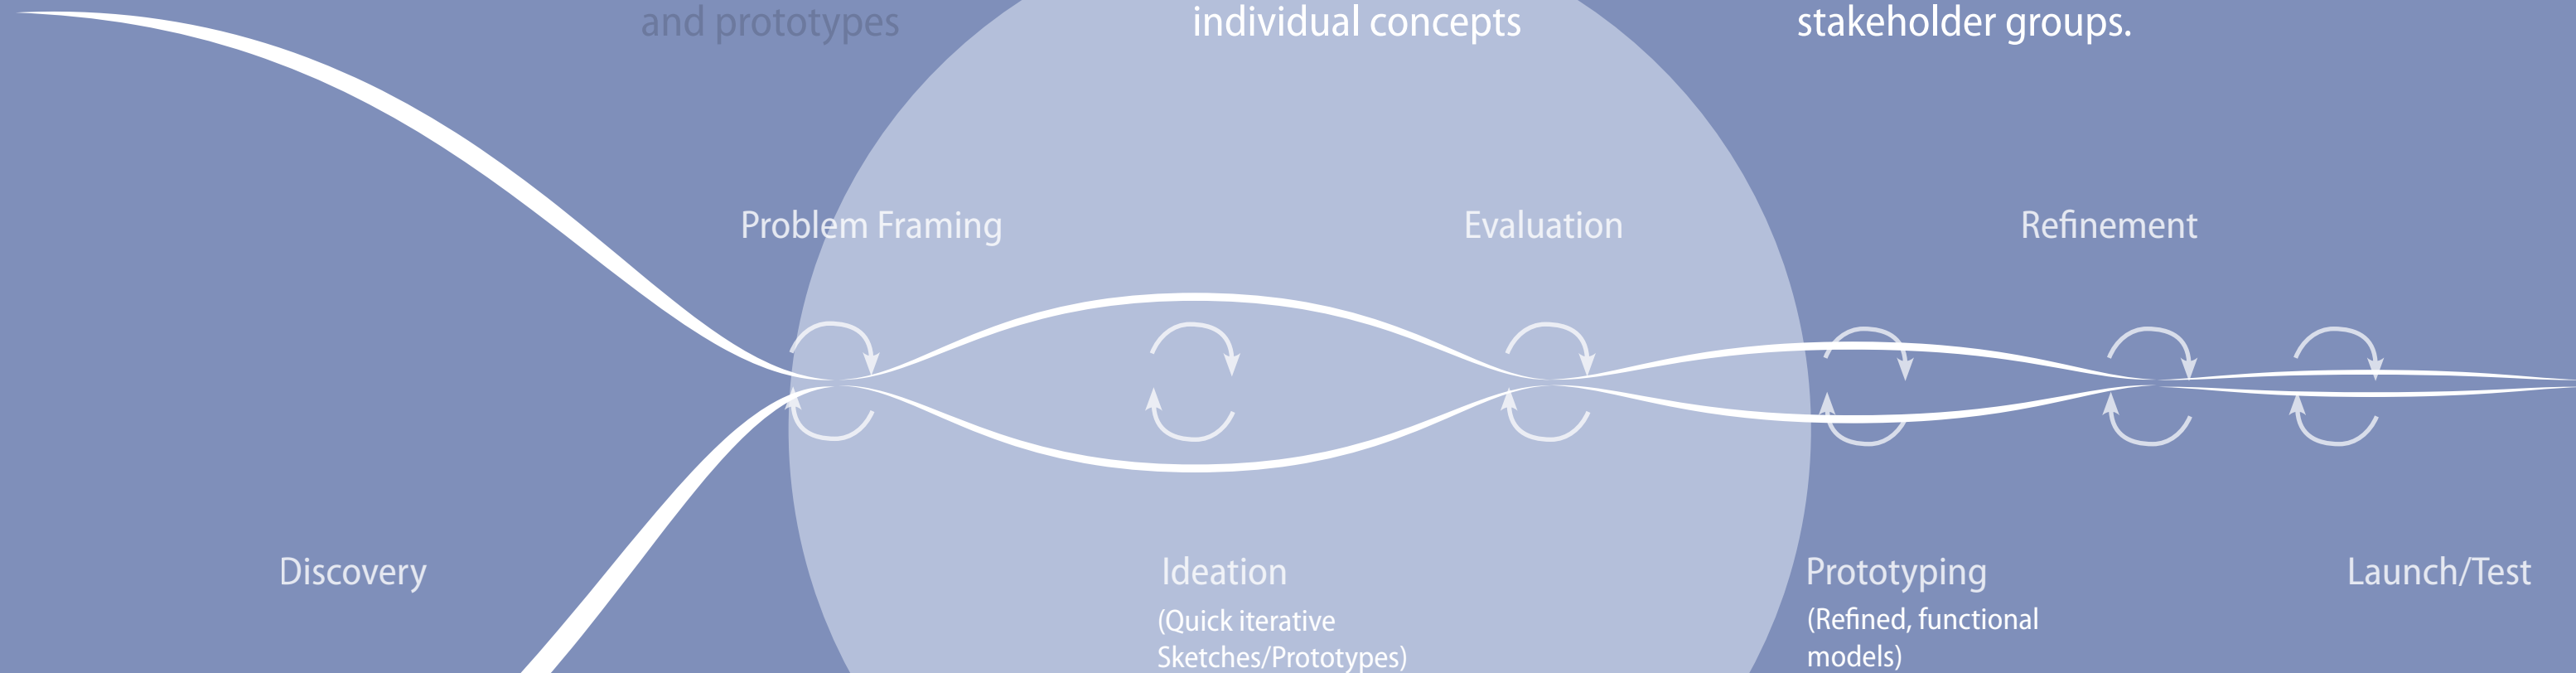 and prototypes
individual concepts
stakeholder groups.
Problem Framing
Evaluation
Refinement
Discovery
Ideation
(Quick iterative
Sketches/Prototypes)
Prototyping
(Refined, functional
models)
Launch/Test